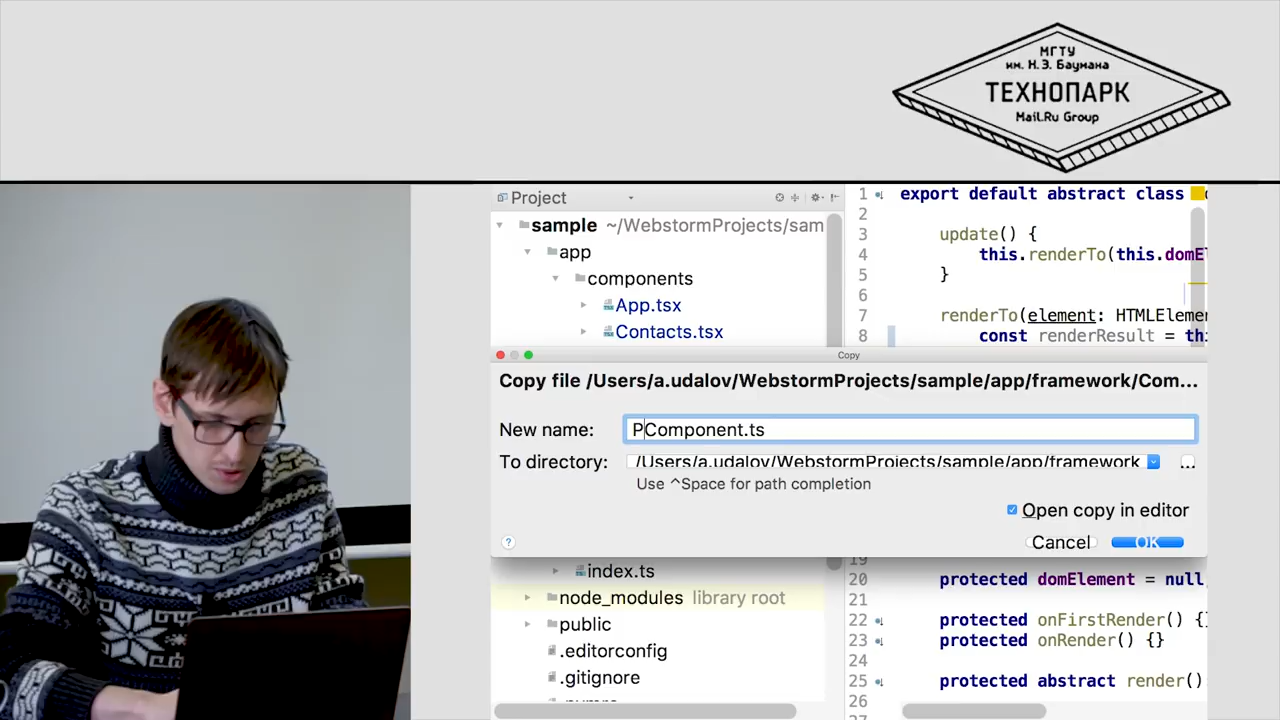 МГТУ
им. Н.Э. Баумана
ТЕХНОПАРК
Mail.Ru Group
Project
sample ~/WebstormProjects/sam
app
components
App.tsx
Contacts.tsx
1 export default abstract class
2
3 update() {
4 this.renderTo(this.domEl
5 }
6
7 renderTo(element: HTMLElemen
8 const renderResult = thi
Copy
Copy file /Users/a.udalov/WebstormProjects/sample/app/framework/Com...
New name: PComponent.ts
To directory: /Users/a.udalov/WebstormProjects/sample/app/framework ...
Use ^Space for path completion
Open copy in editor
? Cancel OK
index.ts
node_modules library root
public
.editorconfig
.gitignore
19
20 protected domElement = null
21
22 protected onFirstRender() {
23 protected onRender() {}
24
25 protected abstract render()
26